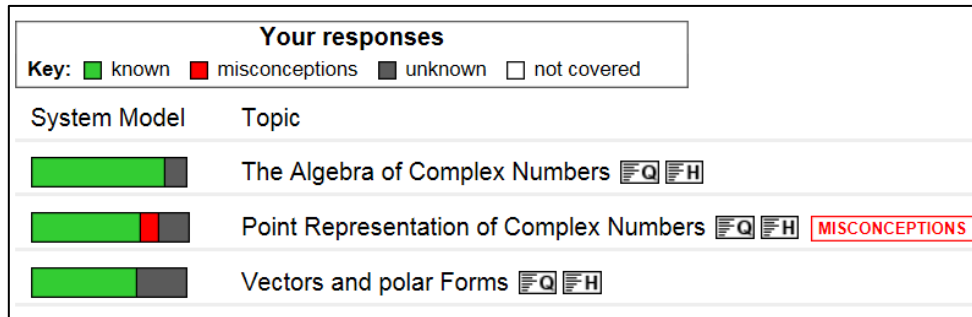 Your responses
Key: known misconceptions unknown not covered
System Model Topic
The Algebra of Complex Numbers Q H
Point Representation of Complex Numbers Q H MISCONCEPTIONS
Vectors and polar Forms Q H